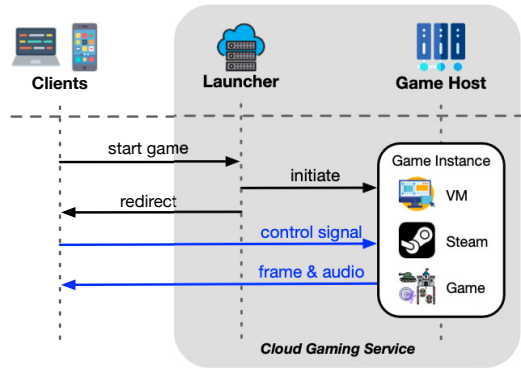 Clients
Launcher
Game Host
start game
Game Instance
initiate
VM
redirect
control signal
Steam
frame & audio
Game
Cloud Gaming Service